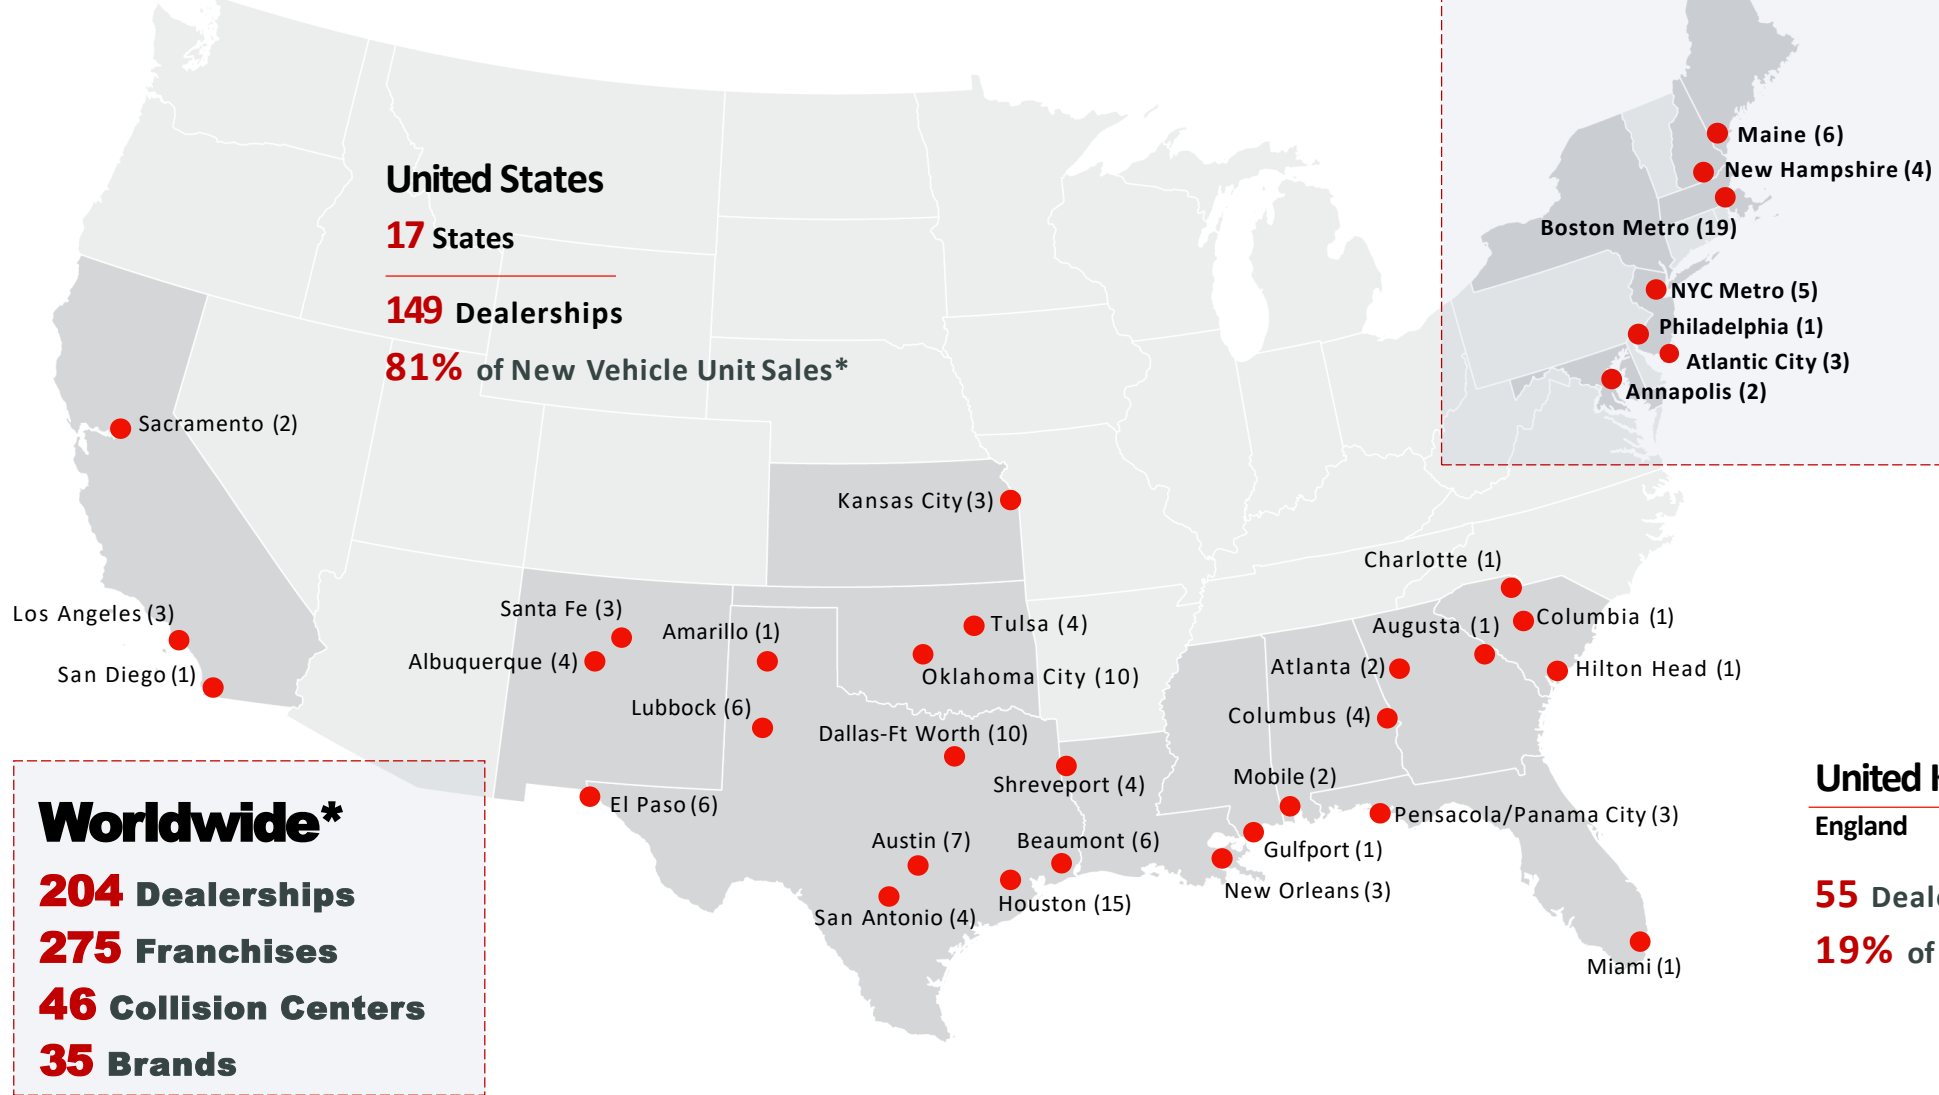 United States
17 States
149 Dealerships
81% of New Vehicle Unit Sales*
Maine (6)
New Hampshire (4)
Boston Metro (19)
NYC Metro (5)
Philadelphia (1)
Atlantic City (3)
Annapolis (2)
Sacramento (2)
Kansas City (3)
Charlotte (1)
Los Angeles (3)
Santa Fe (3)
Amarillo (1)
Tulsa (4)
Augusta (1)
Columbia (1)
San Diego (1)
Albuquerque (4)
Oklahoma City (10)
Atlanta (2)
Hilton Head (1)
Lubbock (6)
Dallas-Ft Worth (10)
Columbus (4)
Shreveport (4)
Mobile (2)
El Paso (6)
Pensacola/Panama City (3)
Austin (7)
Beaumont (6)
Gulfport (1)
New Orleans (3)
San Antonio (4)
Houston (15)
Miami (1)
Worldwide*
204 Dealerships
275 Franchises
46 Collision Centers
35 Brands
United
England
55
19% of